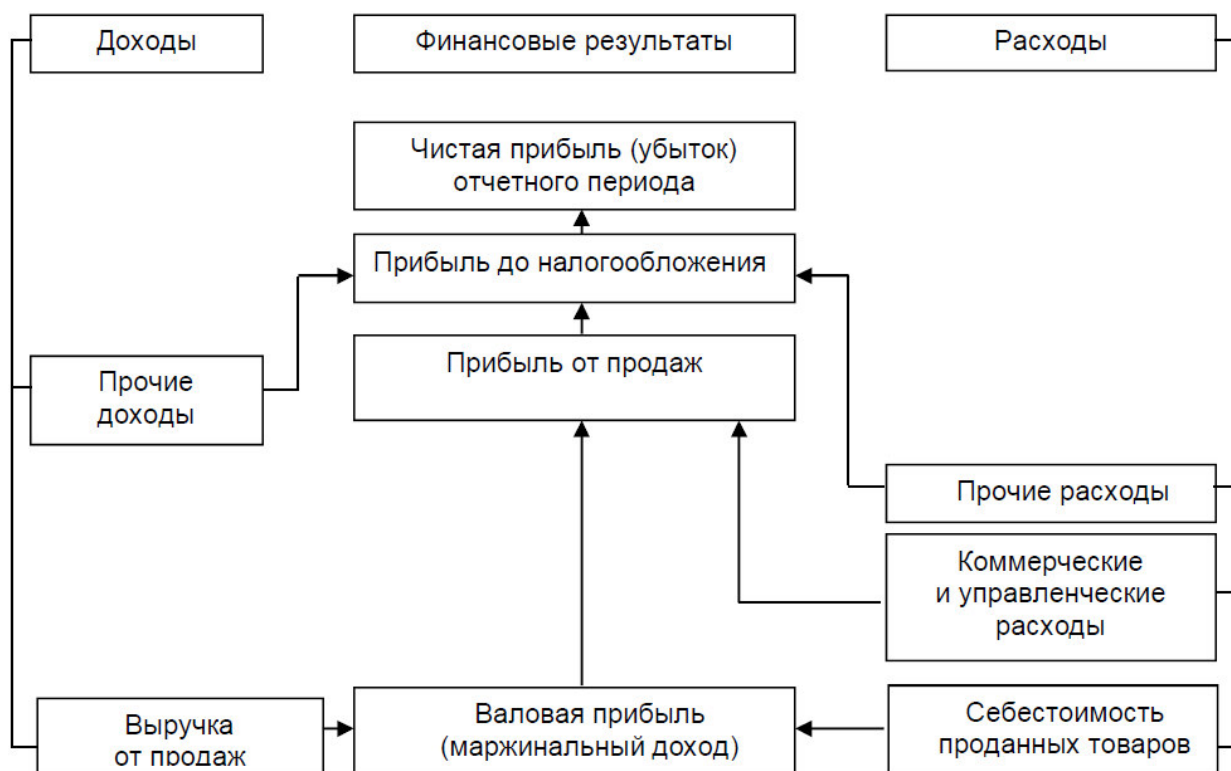 Доходы
Финансовые результаты
Расходы
Чистая прибыль (убыток)
отчетного периода
Прибыль до налогообложения
Прибыль от продаж
Прочие
доходы
Прочие расходы
Коммерческие
и управленческие
расходы
Выручка
от продаж
Валовая прибыль
(маржинальный доход)
Себестоимость
проданных товаров